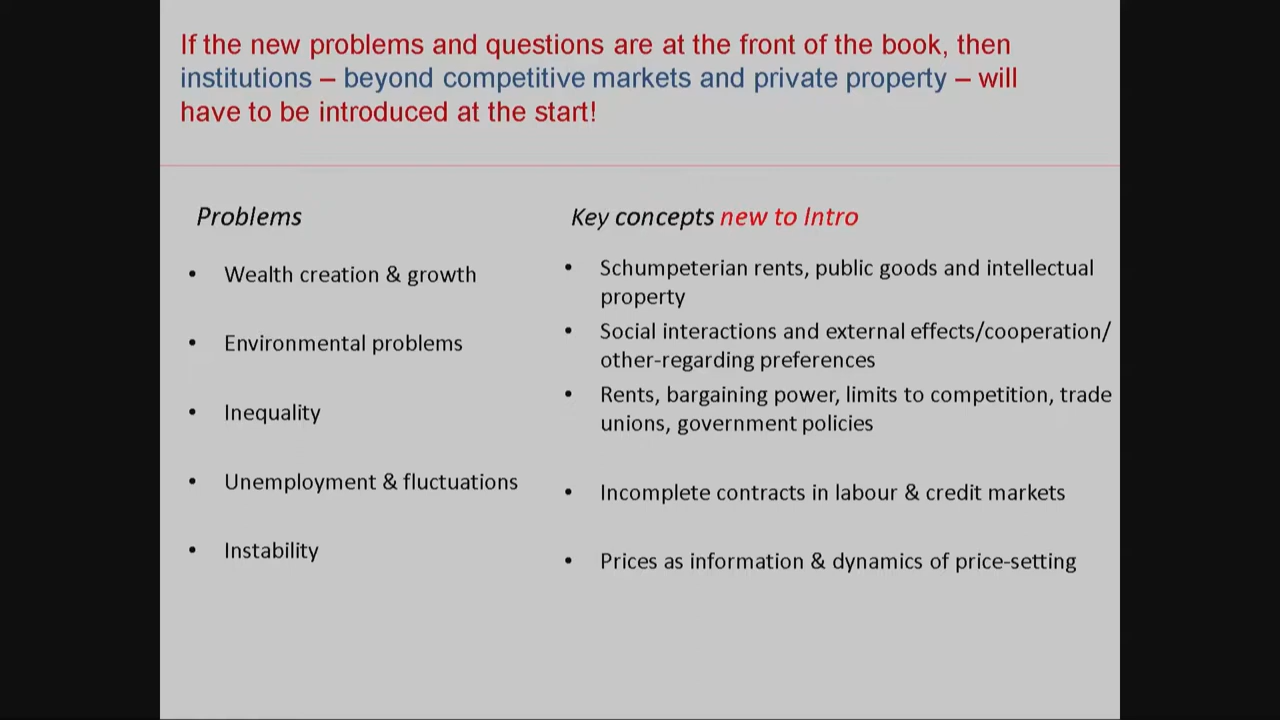 If the new problems and questions are at the front of the book, then
institutions – beyond competitive markets and private property – will
have to be introduced at the start!
Problems
• Wealth creation & growth
• Environmental problems
• Inequality
• Unemployment & fluctuations
• Instability
Key concepts new to Intro
• Schumpeterian rents, public goods and intellectual
property
• Social interactions and external effects/cooperation/
other-regarding preferences
• Rents, bargaining power, limits to competition, trade
unions, government policies
• Incomplete contracts in labour & credit markets
• Prices as information & dynamics of price-setting